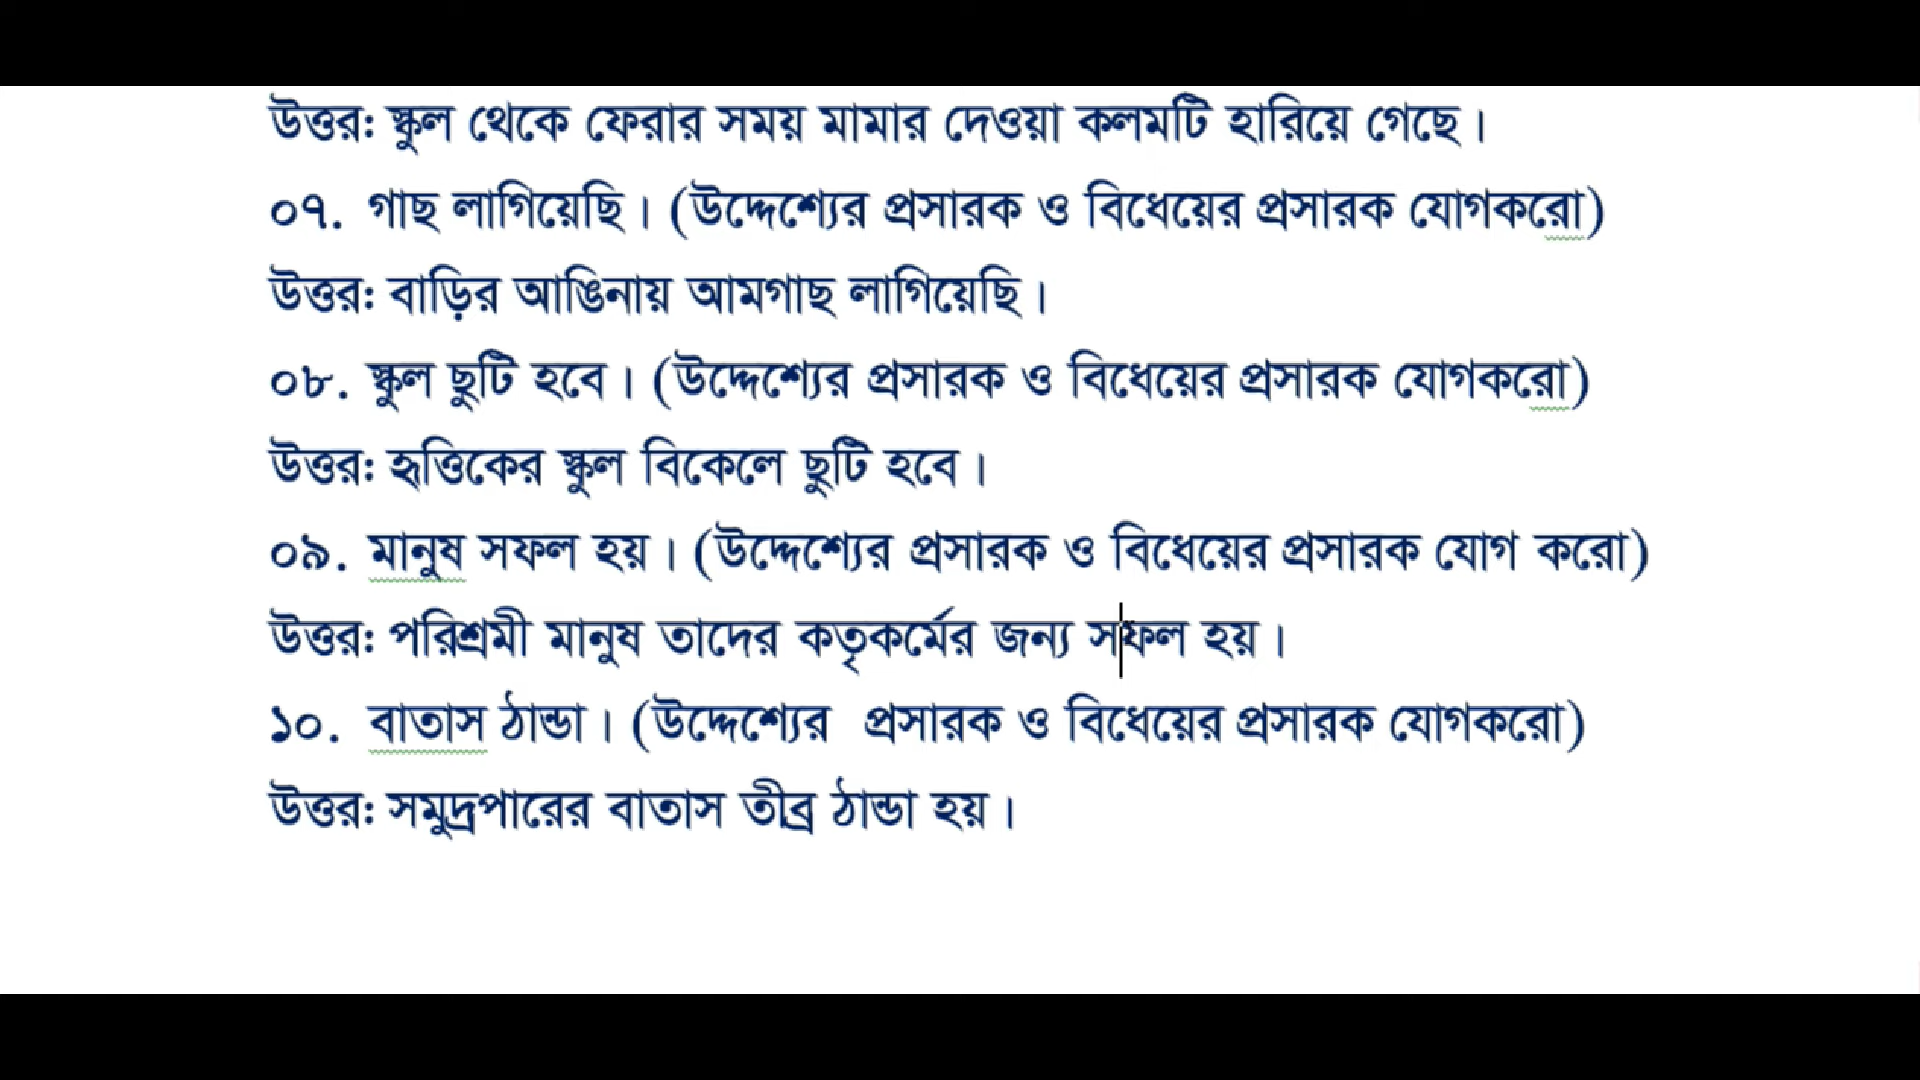 উত্তর: স্কুল থেকে ফেরার সময় মামার দেওয়া কলমটি হারিয়ে গেছে।
০৭. গাছ লাগিয়েছি। (উদ্দেশ্যের প্রসারক ও বিধেয়ের প্রসারক যোগকরো)
উত্তর: বাড়ির আঙিনায় আমগাছ লাগিয়েছি।
০৮. স্কুল ছুটি হবে। (উদ্দেশ্যের প্রসারক ও বিধেয়ের প্রসারক যোগকরো)
উত্তর: হৃত্তিকের স্কুল বিকেলে ছুটি হবে।
০৯. মানুষ সফল হয়। (উদ্দেশ্যের প্রসারক ও বিধেয়ের প্রসারক যোগ করো)
উত্তর: পরিশ্রমী মানুষ তাদের কতৃকর্মের জন্য সফল হয়।
১০. বাতাস ঠান্ডা। (উদ্দেশ্যের প্রসারক ও বিধেয়ের প্রসারক যোগকরো)
উত্তর: সমুদ্রপারের বাতাস তীব্র ঠান্ডা হয়।